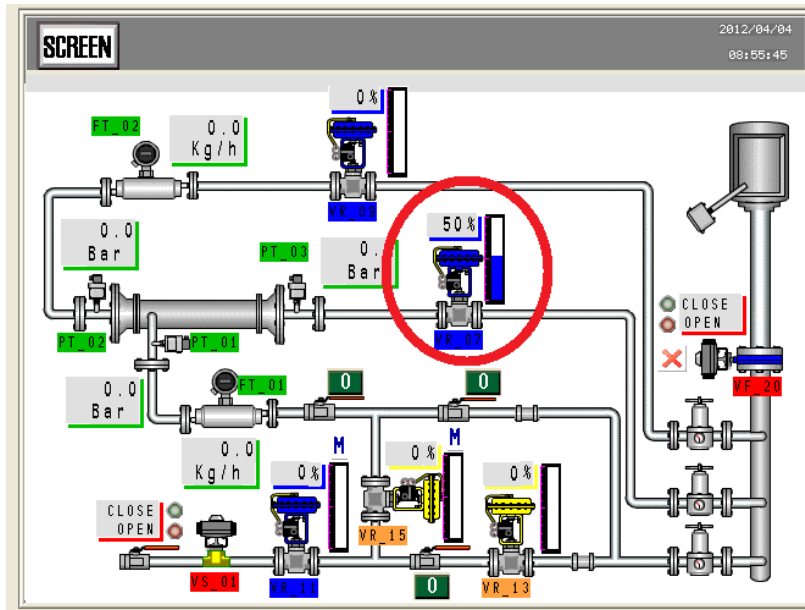 2012/04/04
SCREEN
08:55:45
0%
FT_02
0.0
Kg/h
VR_09
0.0
Bar
PT_03
0.
Bar
50%
CLOSE
OPEN
PT_02
PT_01
VR_07
VF_20
0.0
Bar
FT_01
0
0
0.0
Kg/h
M
M
0%
0%
0%
CLOSE
OPEN
VR_15
VS_01
VR_11
0
VR_13